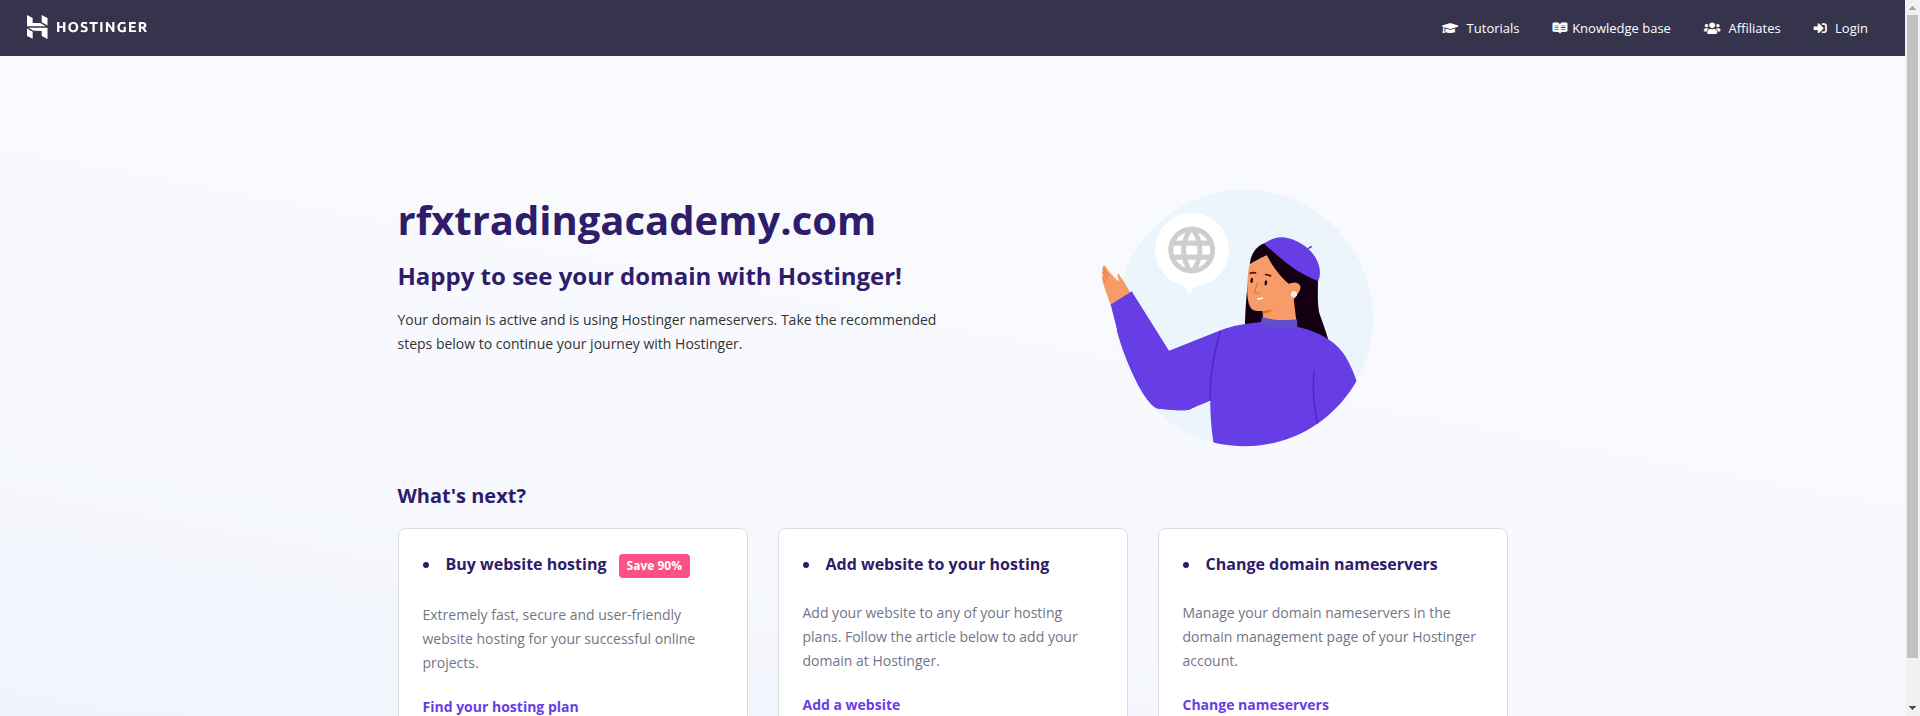 HOSTINGER
Tutorials
Knowledge base
Affiliates
Login
rfxtradingacademy.com
Happy to see your domain with Hostinger!
Your domain is active and is using Hostinger nameservers. Take the recommended
steps below to continue your journey with Hostinger.
What's next?
Buy website hosting Save 90%
Extremely fast, secure and user-friendly
website hosting for your successful online
projects.
Find your hosting plan
Add website to your hosting
Add your website to any of your hosting
plans. Follow the article below to add your
domain at Hostinger.
Add a website
Change domain nameservers
Manage your domain nameservers in the
domain management page of your Hostinger
account.
Change nameservers